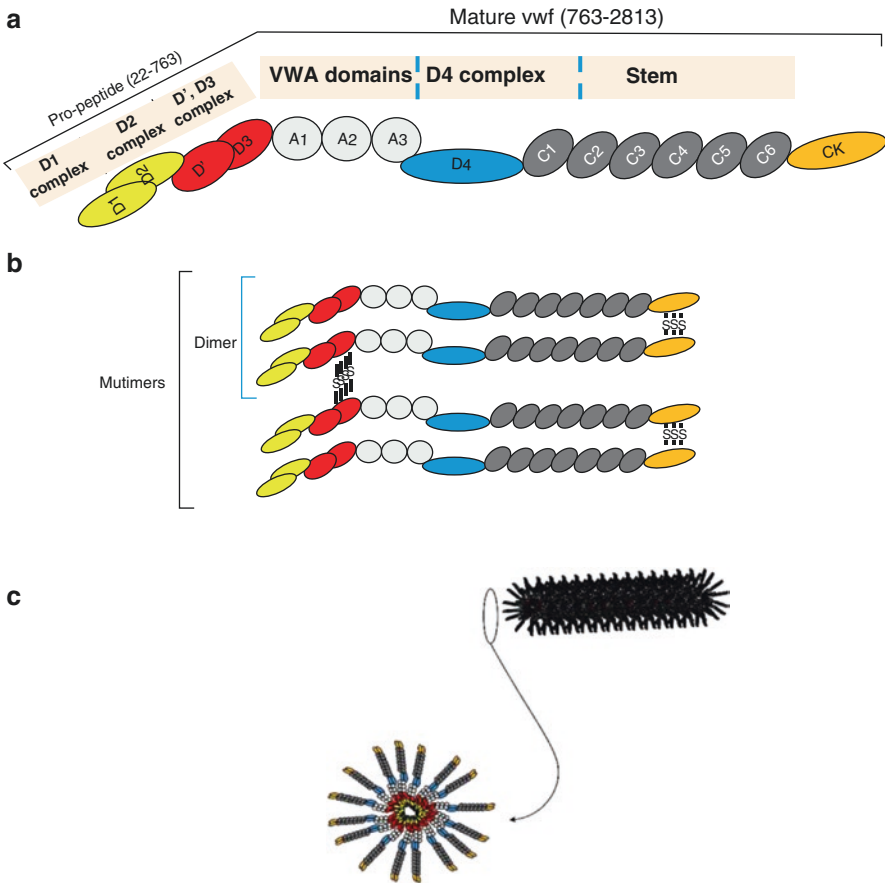 a
Mature vwf (763-2813)
Pro-peptide (22-763)
VWA domains
D4 complex
Stem
D1
complex
D2
complex
D', D3
complex
D1
D2
D'
D3
A1
A2
A3
D4
C1
C2
C3
C4
C5
C6
CK
b
Mutimers
Dimer
SSS
SSSS
SSS
c